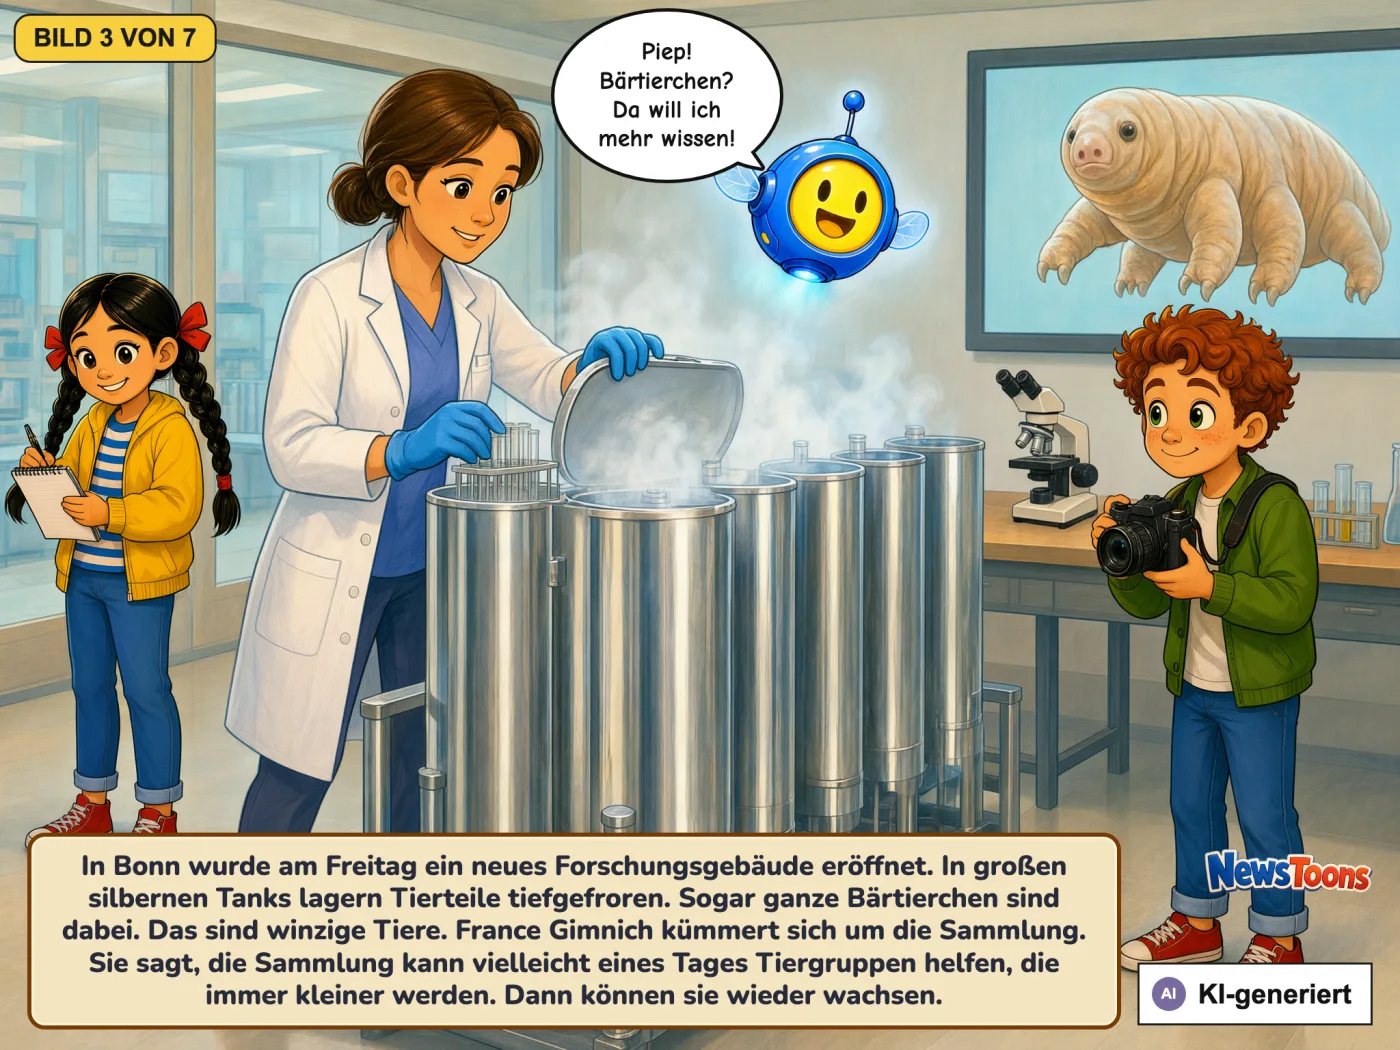 BILD 3 VON 7
Piep!
Bärtierchen?
Da will ich
mehr wissen!
In Bonn wurde am Freitag ein neues Forschungsgebäude eröffnet. In großen
silbernen Tanks lagern Tierteile tiefgefroren. Sogar ganze Bärtierchen sind
dabei. Das sind winzige Tiere. France Gimnich kümmert sich um die Sammlung.
Sie sagt, die Sammlung kann vielleicht eines Tages Tiergruppen helfen, die
immer kleiner werden. Dann können sie wieder wachsen.
NewsToons
AI KI-generiert